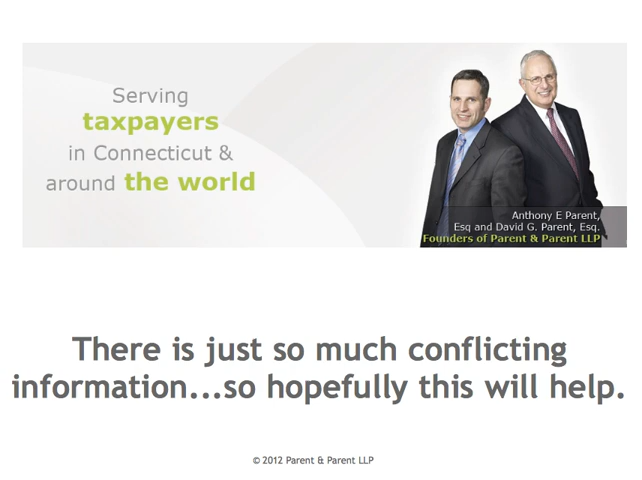 Serving
taxpayers
in Connecticut &
around the world
Anthony E Parent,
Esq and David G. Parent, Esq.
Founders of Parent & Parent LLP
There is just so much conflicting
information...so hopefully this will help.
© 2012 Parent & Parent LLP